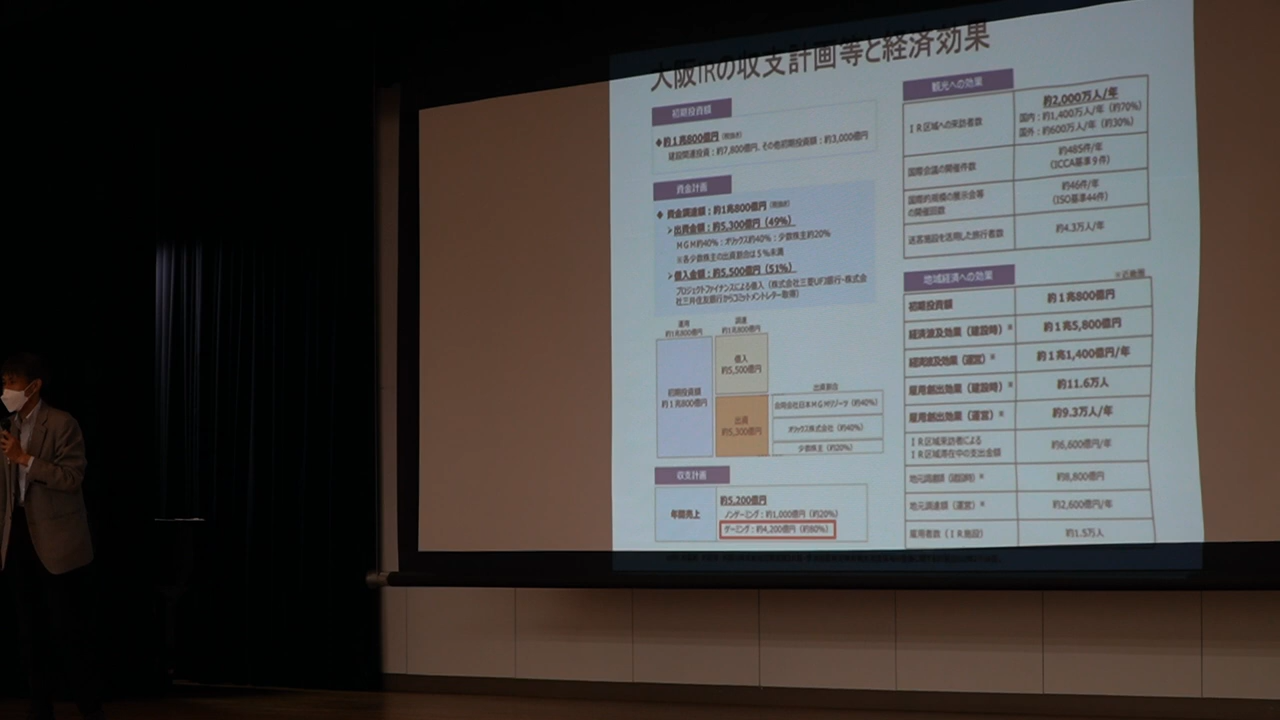 大阪IRの収支計画等と経済効果
初期投資額
◆約1兆800億円（税抜き）
建設関連投資：約7,800億円、その他初期投資額：約3,000億円
資金計画
◆ 資金調達額：約1兆800億円（税抜き）
➢出資金額：約5,300億円（49%）
MGM約40%：オリックス約40%：少数株主約20%
※各少数株主の出資割合は5%未満
➢借入金額：約5,500億円（51%）
プロジェクトファイナンスによる借入（株式会社三菱UFJ銀行・株式会
社三井住友銀行からコミットメントレター取得）
運用
約1兆800億円
調達
約1兆800億円
初期投資額
約1兆800億円
借入
約5,500億円
出資
約5,300億円
出資割合
合同会社日本MGMリゾーツ（約40%）
オリックス株式会社（約40%）
少数株主（約20%）
収支計画
年間売上
約5,200億円
ノンゲーミング：約1,000億円（約20%）
ゲーミング：約4,200億円（約80%）
観光への効果
IR区域への来訪者数
約2,000万人/年
国内：約1,400万人/年（約70%）
国外：約600万人/年（約30%）
国際会議の開催件数
約485件/年
（ICCA基準9件）
国際的規模の展示会等
の開催回数
約46件/年
（ISO基準44件）
送客施設を活用した旅行者数
約4.3万人/年
地域経済への効果
※近畿圏
初期投資額
約1兆800億円
経済波及効果（建設時）※
約1兆5,800億円
経済波及効果（運営）※
約1兆1,400億円/年
雇用創出効果（建設時）※
約11.6万人
雇用創出効果（運営）※
約9.3万人/年
IR区域来訪者による
IR区域滞在中の支出金額
約6,600億円/年
地元調達額（建設時）※
約8,800億円
地元調達額（運営）※
約2,600億円/年
雇用者数（IR施設）
約1.5万人